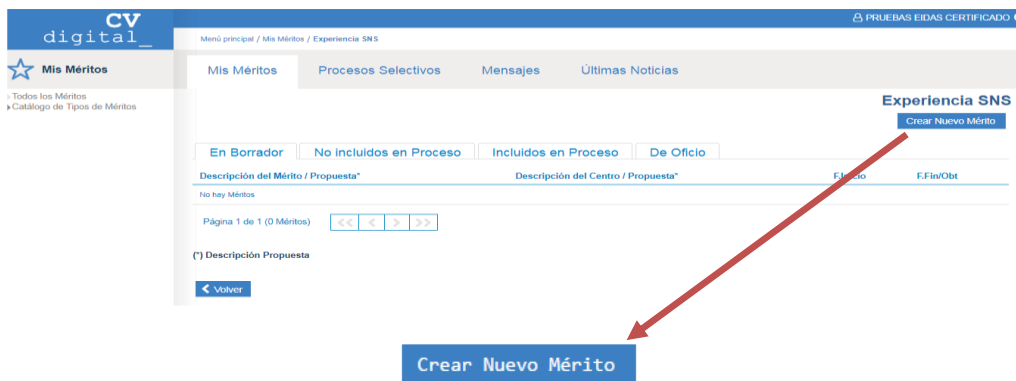 CV
digital_
PRUEBAS EIDAS CERTIFICADO
Menú principal / Mis Méritos / Experiencia SNS
Mis Méritos
Mis Méritos Procesos Selectivos Mensajes Últimas Noticias
Todos los Méritos
Catálogo de Tipos de Méritos
Experiencia SNS
Crear Nuevo Mérito
En Borrador No incluidos en Proceso Incluidos en Proceso De Oficio
Descripción del Mérito / Propuesta* Descripción del Centro / Propuesta* F.Inicio F.Fin/Obt
No hay Méritos
Página 1 de 1 (0 Méritos) << < > >>
(*) Descripción Propuesta
Volver
Crear Nuevo Mérito